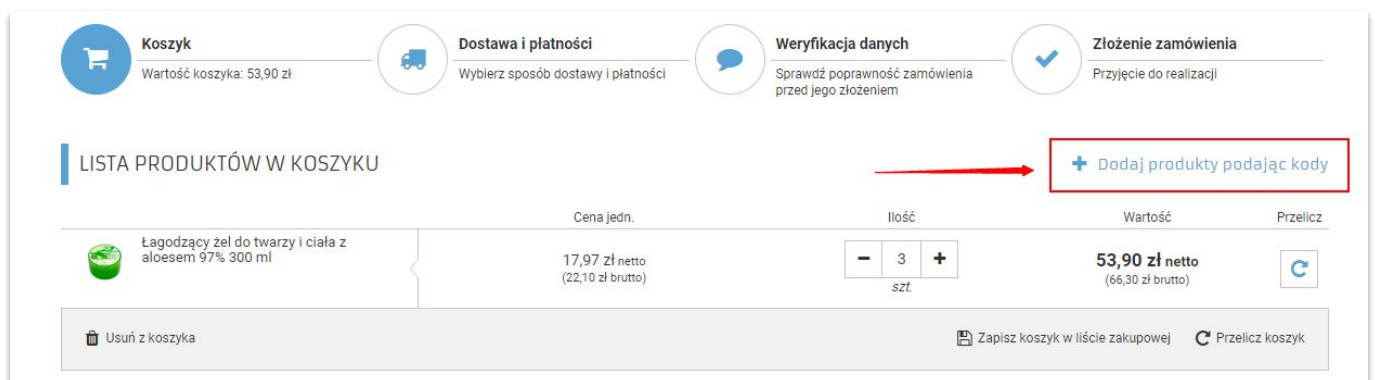 Koszyk
Wartość koszyka: 53,90 zł
Dostawa i płatności
Wybierz sposób dostawy i płatności
Weryfikacja danych
Sprawdź poprawność zamówienia
przed jego złożeniem
Złożenie zamówienia
Przyjęcie do realizacji
LISTA PRODUKTÓW W KOSZYKU
+ Dodaj produkty podając kody
Cena jedn. Ilość Wartość Przelicz
Łagodzący żel do twarzy i ciała z
aloesem 97% 300 ml
17,97 zł netto
(22,10 zł brutto)
− 3 +
szt.
53,90 zł netto
(66,30 zł brutto)
Usuń z koszyka
Zapisz koszyk w liście zakupowej
Przelicz koszyk